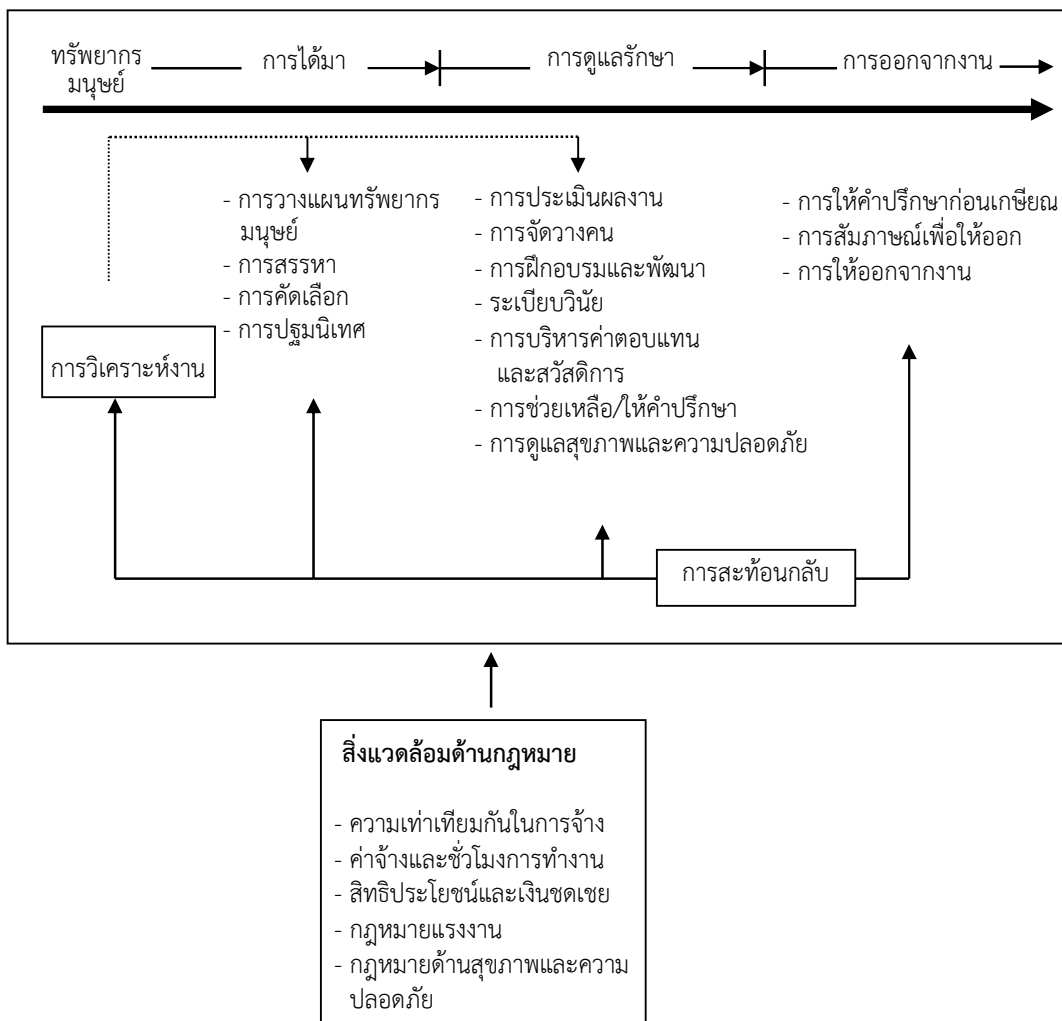 ทรัพยากร
มนุษย์
การได้มา
การดูแลรักษา
การออกจากงาน
- การวางแผนทรัพยากร
มนุษย์
- การสรรหา
- การคัดเลือก
- การปฐมนิเทศ
- การประเมินผลงาน
- การจัดวางคน
- การฝึกอบรมและพัฒนา
- ระเบียบวินัย
- การบริหารค่าตอบแทน
และสวัสดิการ
- การช่วยเหลือ/ให้คำปรึกษา
- การดูแลสุขภาพและความปลอดภัย
- การให้คำปรึกษาก่อนเกษียณ
- การสัมภาษณ์เพื่อให้ออก
- การให้ออกจากงาน
การวิเคราะห์งาน
การสะท้อนกลับ
สิ่งแวดล้อมด้านกฎหมาย
- ความเท่าเทียมกันในการจ้าง
- ค่าจ้างและชั่วโมงการทำงาน
- สิทธิประโยชน์และเงินชดเชย
- กฎหมายแรงงาน
- กฎหมายด้านสุขภาพและความ
ปลอดภัย